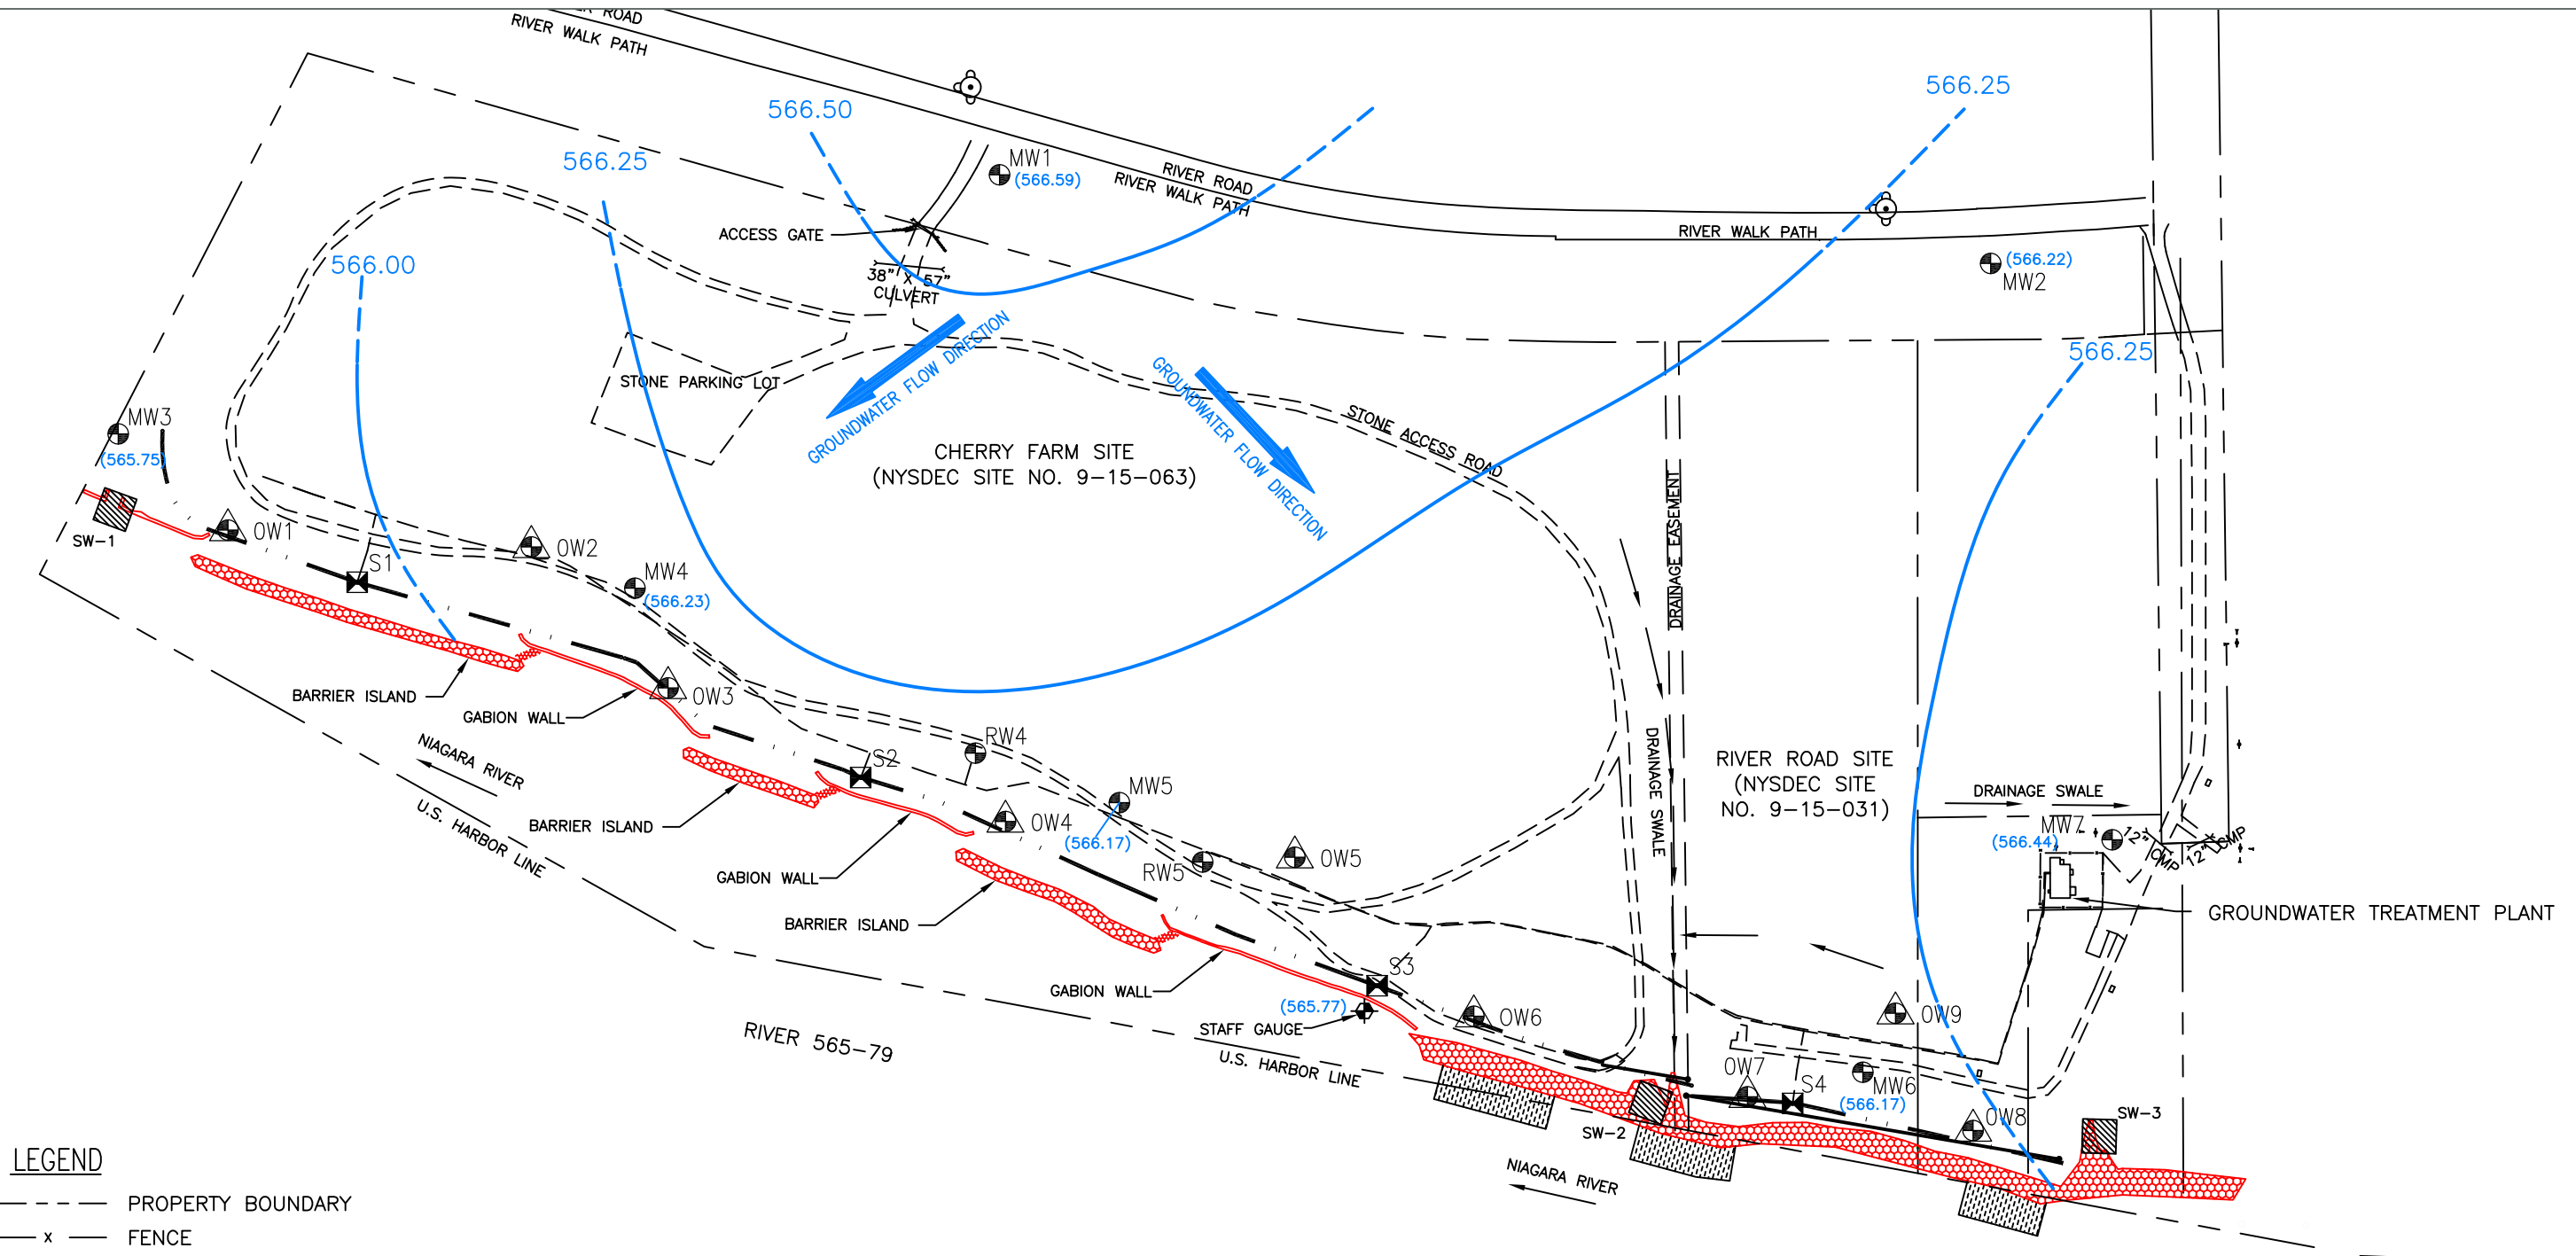 ROAD
RIVER WALK PATH
566.50
566.25
566.25
MW1
(566.59)
RIVER ROAD
RIVER WALK PATH
ACCESS GATE
RIVER WALK PATH
566.00
38" X 57"
CULVERT
(566.22)
MW2
GROUNDWATER FLOW DIRECTION
GROUNDWATER FLOW DIRECTION
566.25
STONE PARKING LOT
MW3
(565.75)
STONE ACCESS ROAD
CHERRY FARM SITE
(NYSDEC SITE NO. 9-15-063)
DRAINAGE EASEMENT
SW-1
OW1
OW2
S1
MW4
(566.23)
BARRIER ISLAND
GABION WALL
OW3
NIAGARA RIVER
U.S. HARBOR LINE
S2
RW4
MW5
(566.17)
BARRIER ISLAND
OW4
GABION WALL
RW5
OW5
DRAINAGE SWALE
RIVER ROAD SITE
(NYSDEC SITE
NO. 9-15-031)
DRAINAGE SWALE
MW7
(566.44)
12" CMP
12" CMP
GROUNDWATER TREATMENT PLANT
BARRIER ISLAND
GABION WALL
S3
(565.77)
STAFF GAUGE
OW6
OW9
RIVER 565-79
U.S. HARBOR LINE
OW7
S4
MW6
(566.17)
OW8
SW-2
SW-3
NIAGARA RIVER
LEGEND
PROPERTY BOUNDARY
x FENCE